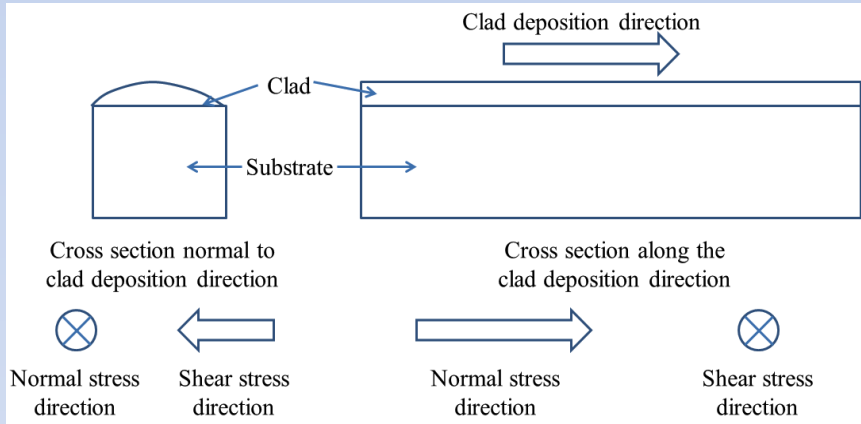 Clad deposition direction
Clad
Substrate
Cross section normal to
clad deposition direction
Cross section along the
clad deposition direction
Normal stress
direction
Shear stress
direction
Normal stress
direction
Shear stress
direction